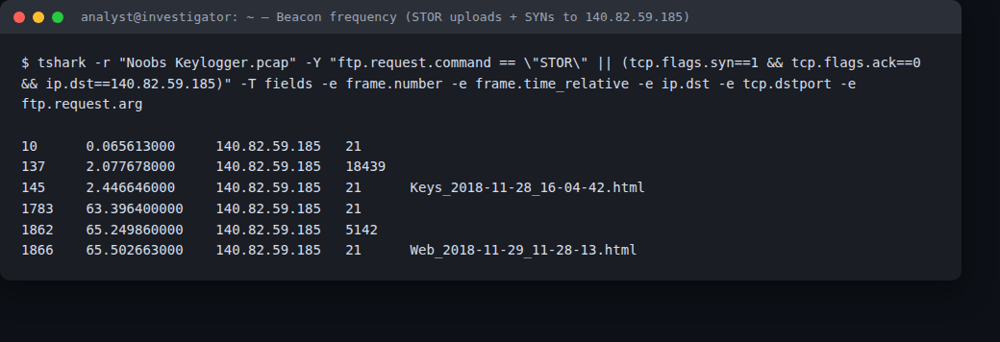 analyst@investigator: ~ — Beacon frequency (STOR uploads + SYNs to 140.82.59.185)
$ tshark -r "Noobs Keylogger.pcap" -Y "ftp.request.command == \"STOR\" || (tcp.flags.syn==1 && tcp.flags.ack==0
&& ip.dst==140.82.59.185)" -T fields -e frame.number -e frame.time_relative -e ip.dst -e tcp.dstport -e
ftp.request.arg
10      0.065613000     140.82.59.185   21
137     2.077678000     140.82.59.185   18439
145     2.446646000     140.82.59.185   21      Keys_2018-11-28_16-04-42.html
1783    63.396400000    140.82.59.185   21
1862    65.249860000    140.82.59.185   5142
1866    65.502663000    140.82.59.185   21      Web_2018-11-29_11-28-13.html